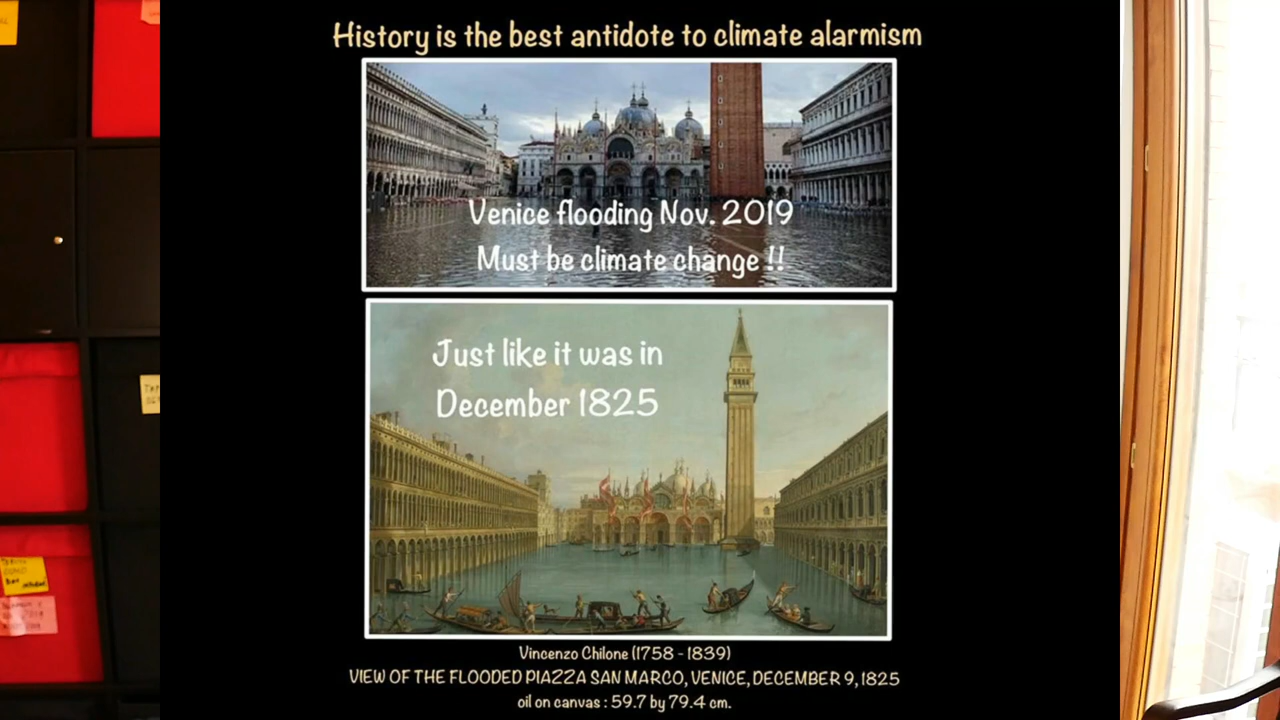 History is the best antidote to climate alarmism
Venice flooding Nov. 2019
Must be climate change !!
Just like it was in
December 1825
Vincenzo Chilone (1758 - 1839)
VIEW OF THE FLOODED PIAZZA SAN MARCO, VENICE, DECEMBER 9, 1825
oil on canvas : 59.7 by 79.4 cm.